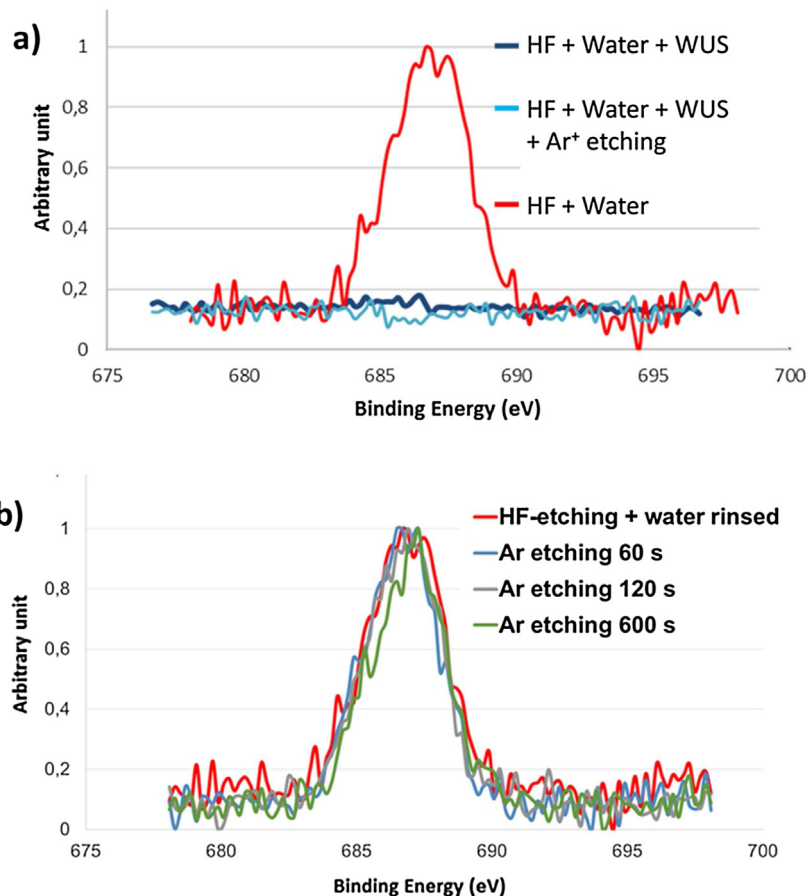 a)
Arbitrary unit
1
0,8
0,6
0,4
0,2
0
675
680
685
690
695
700
Binding Energy (eV)
HF + Water + WUS
HF + Water + WUS
+ Ar⁺ etching
HF + Water
b)
Arbitrary unit
1
0,8
0,6
0,4
0,2
0
675
680
685
690
695
700
Binding Energy (eV)
HF-etching + water rinsed
Ar etching 60 s
Ar etching 120 s
Ar etching 600 s